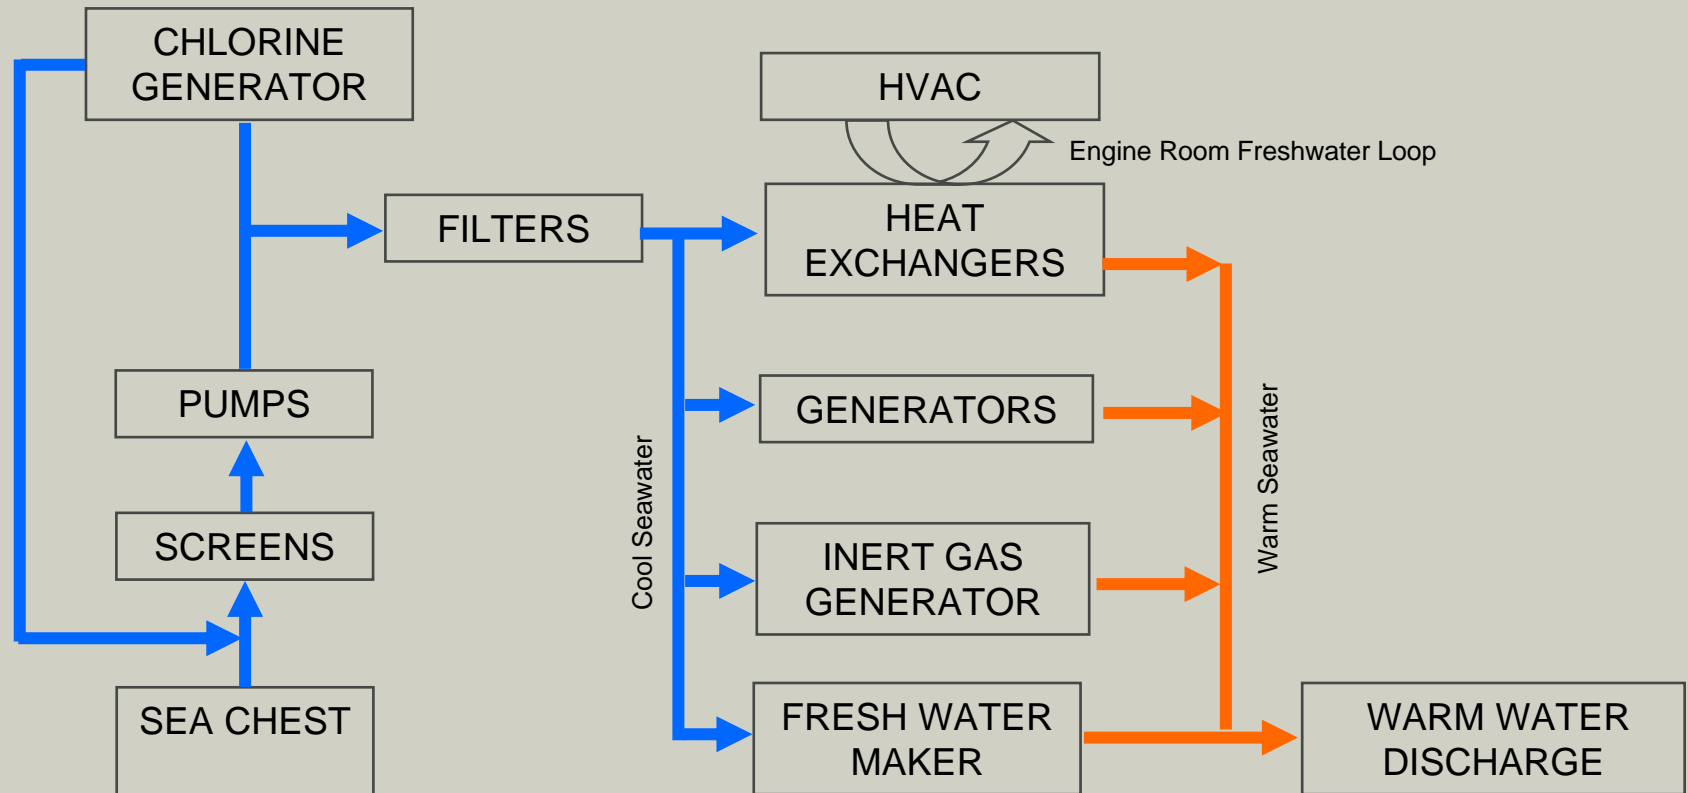 CHLORINE
GENERATOR
HVAC
Engine Room Freshwater Loop
FILTERS
HEAT
EXCHANGERS
PUMPS
GENERATORS
Cool Seawater
Warm Seawater
SCREENS
INERT GAS
GENERATOR
SEA CHEST
FRESH WATER
MAKER
WARM WATER
DISCHARGE